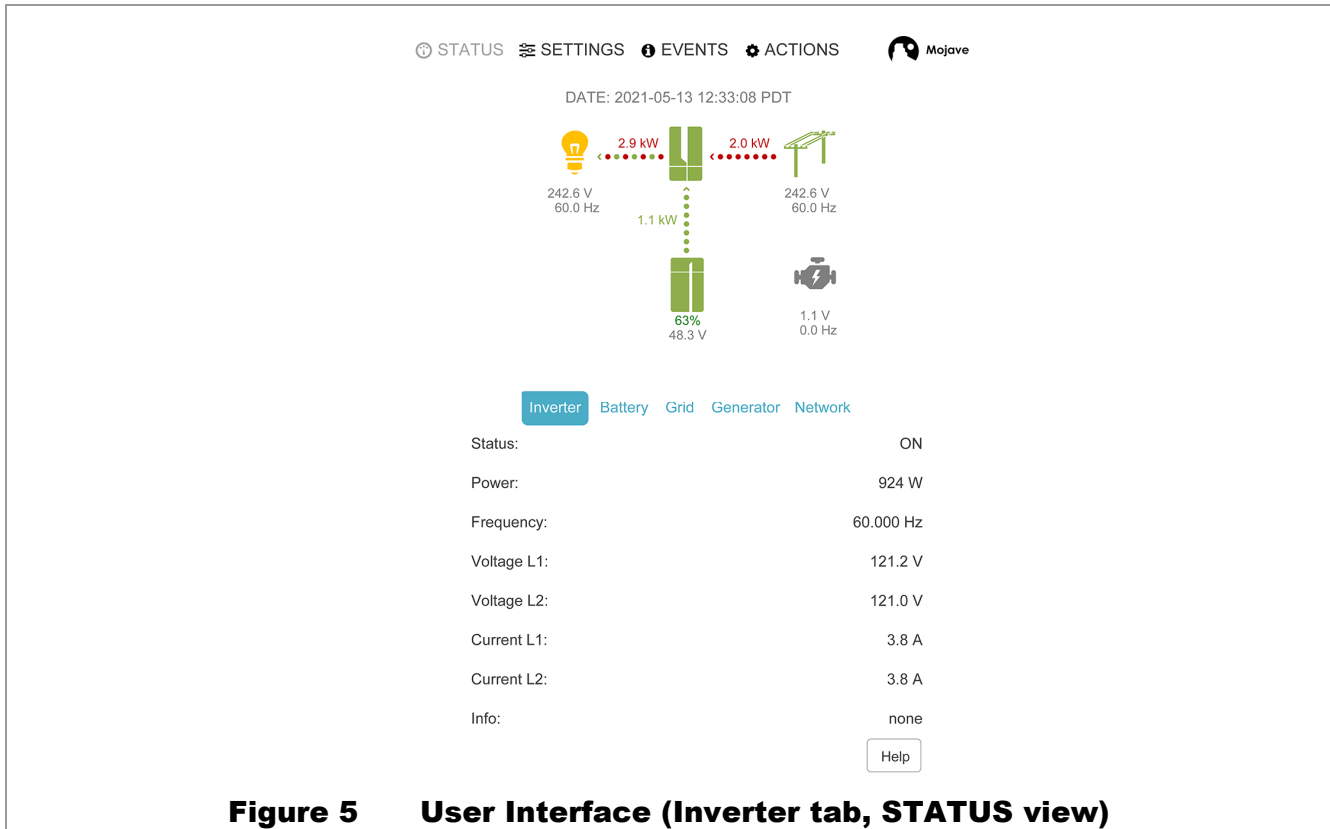 STATUS SETTINGS EVENTS ACTIONS Mojave
DATE: 2021-05-13 12:33:08 PDT
2.9 kW 2.0 kW
242.6 V 242.6 V
60.0 Hz 60.0 Hz
1.1 kW
63% 1.1 V
48.3 V 0.0 Hz
Inverter Battery Grid Generator Network
Status: ON
Power: 924 W
Frequency: 60.000 Hz
Voltage L1: 121.2 V
Voltage L2: 121.0 V
Current L1: 3.8 A
Current L2: 3.8 A
Info: none
Help
Figure 5 User Interface (Inverter tab, STATUS view)